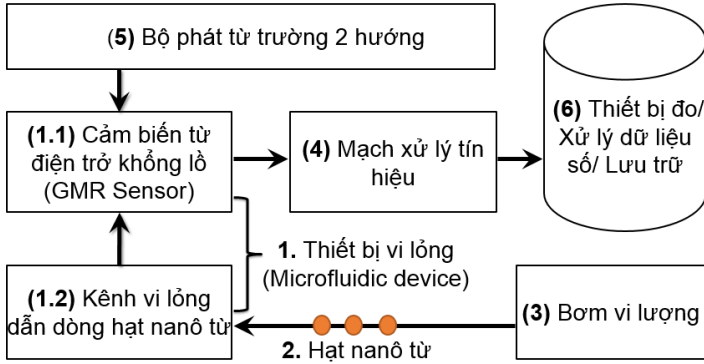 (5) Bộ phát từ trường 2 hướng
(1.1) Cảm biến từ
điện trở khổng lồ
(GMR Sensor)
(4) Mạch xử lý tín
hiệu
(6) Thiết bị đo/
Xử lý dữ liệu
số/ Lưu trữ
1. Thiết bị vi lỏng
(Microfluidic device)
(1.2) Kênh vi lỏng
dẫn dòng hạt nanô từ
2. Hạt nanô từ
(3) Bơm vi lượng